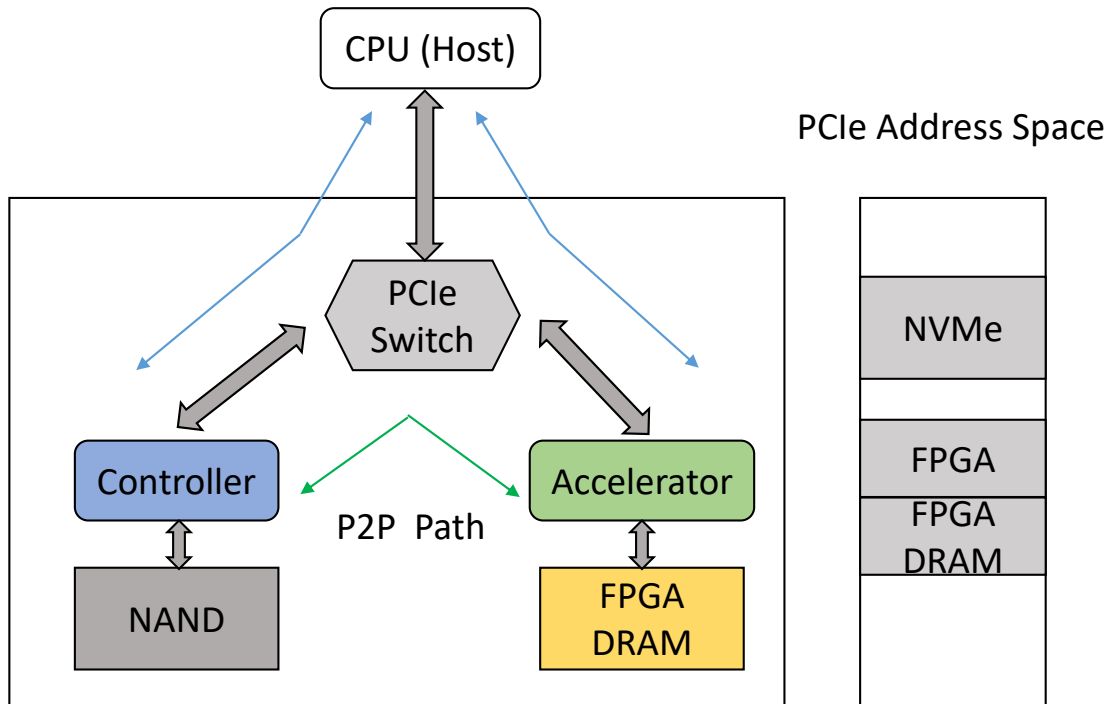 CPU (Host)
PCIe Address Space
PCIe
Switch
NVMe
Controller
Accelerator
P2P Path
FPGA
FPGA
DRAM
NAND
FPGA
DRAM